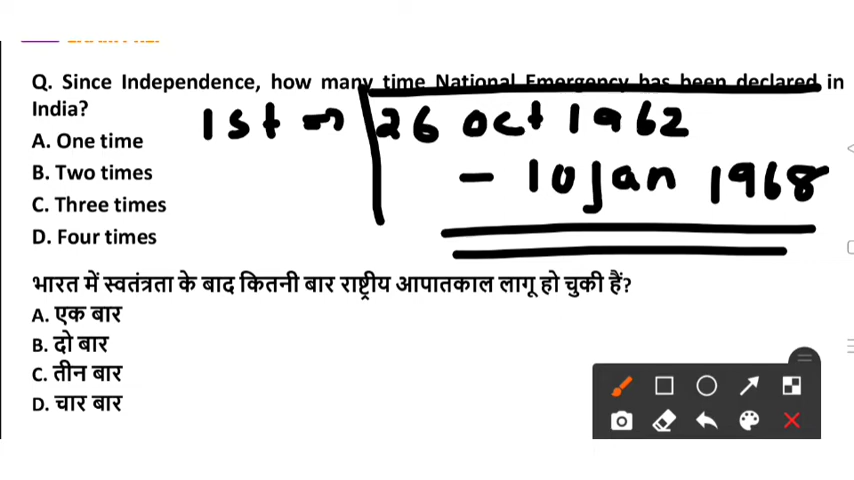 Q. Since Independence, how many time National Emergency has been declared in
India?
1st ⇒ 26 Oct 1962
- 10 Jan 1968
A. One time
B. Two times
C. Three times
D. Four times
भारत में स्वतंत्रता के बाद कितनी बार राष्ट्रीय आपातकाल लागू हो चुकी हैं?
A. एक बार
B. दो बार
C. तीन बार
D. चार बार